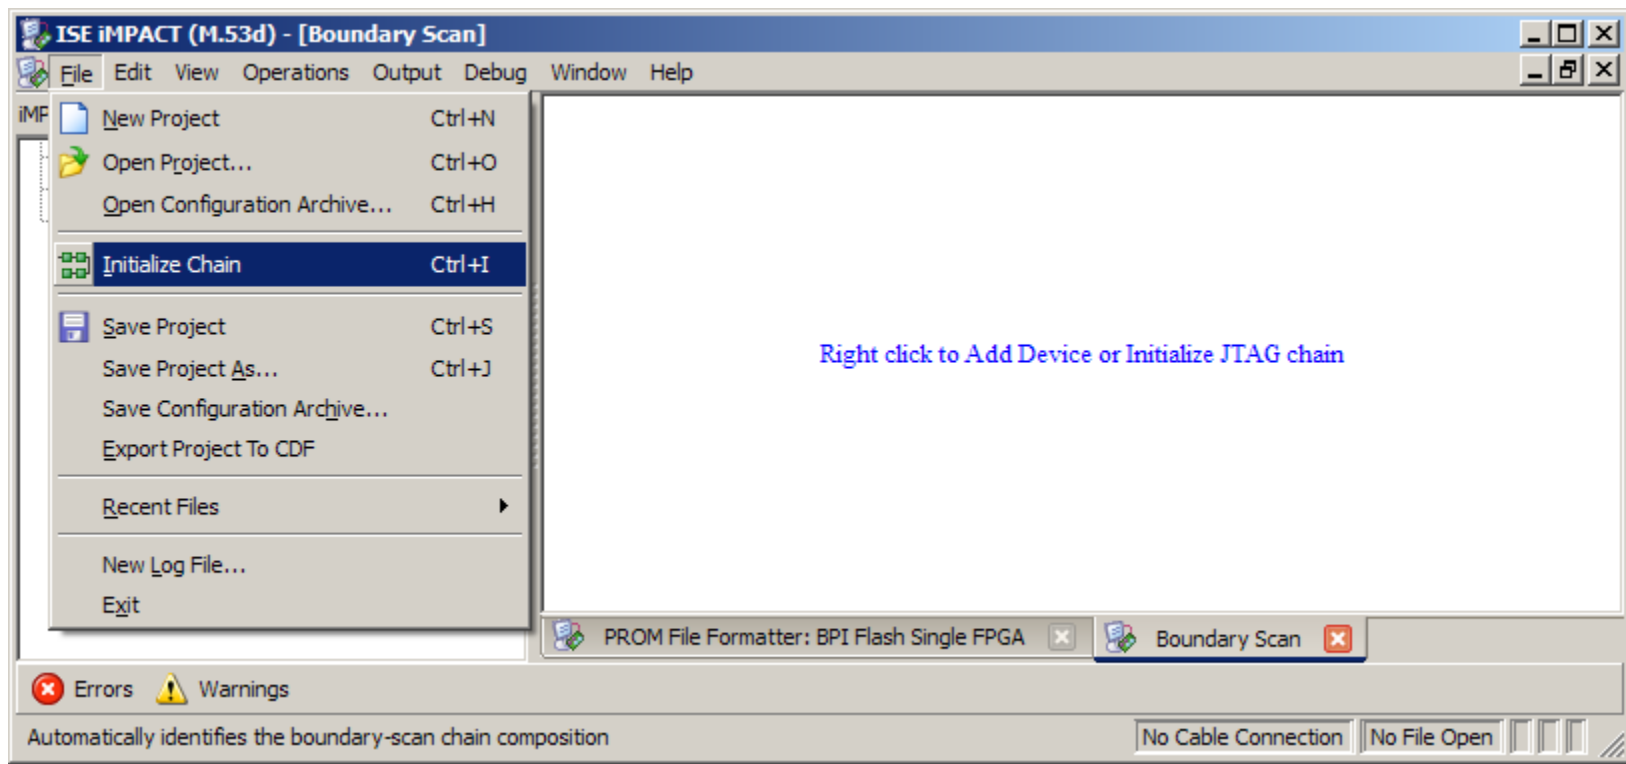 ISE iMPACT (M.53d) - [Boundary Scan]
File Edit View Operations Output Debug Window Help
iMP
New Project Ctrl+N
Open Project... Ctrl+O
Open Configuration Archive... Ctrl+H
Initialize Chain Ctrl+I
Save Project Ctrl+S
Save Project As... Ctrl+J
Save Configuration Archive...
Export Project To CDF
Recent Files
New Log File...
Exit
Right click to Add Device or Initialize JTAG chain
PROM File Formatter: BPI Flash Single FPGA Boundary Scan
Errors Warnings
Automatically identifies the boundary-scan chain composition No Cable Connection No File Open